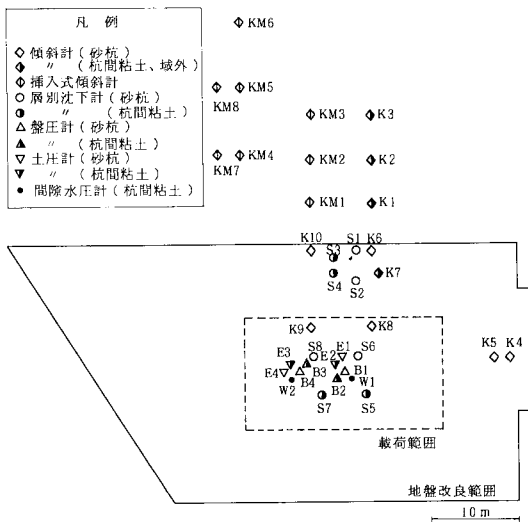 凡 例
◇ 傾斜計（砂杭）
〃 （杭間粘土、域外）
挿入式傾斜計
○ 層別沈下計（砂杭）
〃 （杭間粘土）
△ 盤圧計（砂杭）
〃 （杭間粘土）
▽ 土圧計（砂杭）
〃 （杭間粘土）
● 間隙水圧計（杭間粘土）
KM6
KM5
KM8
KM3
K3
KM4
KM7
KM2
K2
KM1
K1
K10
S1
K6
S3
K7
S4
S2
K9
K8
K5
K4
E3
S8
E2
E1
S6
E4
B4
B3
B2
B1
W1
W2
S7
S5
載荷範囲
地盤改良範囲
10m